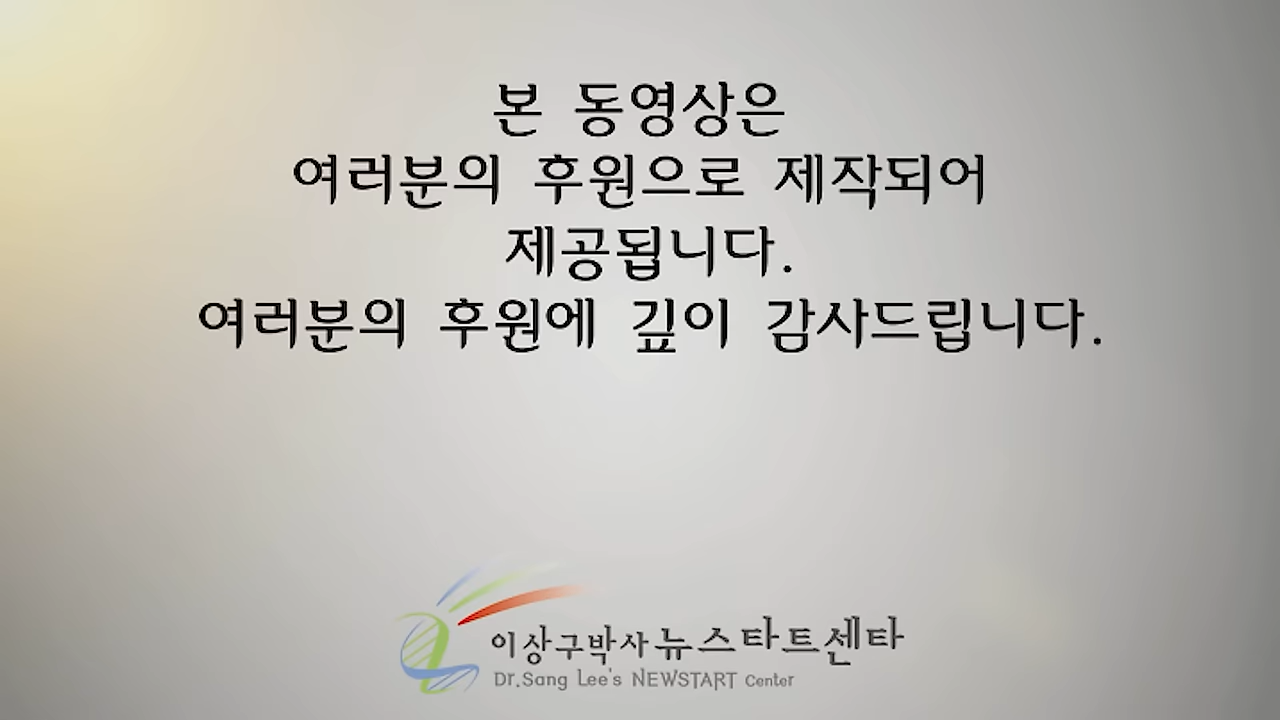 본 동영상은
여러분의 후원으로 제작되어
제공됩니다.
여러분의 후원에 깊이 감사드립니다.
이상구박사 뉴스타트센타
Dr.Sang Lee's NEWSTART Center